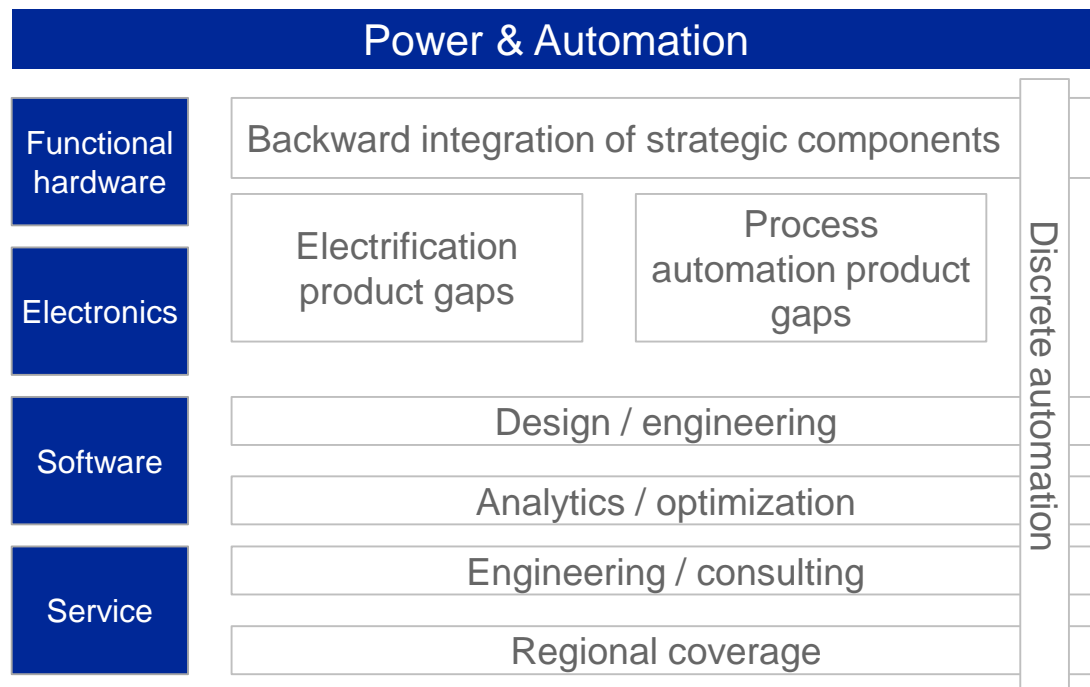 Power & Automation
Functional
hardware
Backward integration of strategic components
Electrification
product gaps
Process
automation product
gaps
Discrete automation
Electronics
Software
Design / engineering
Analytics / optimization
Service
Engineering / consulting
Regional coverage